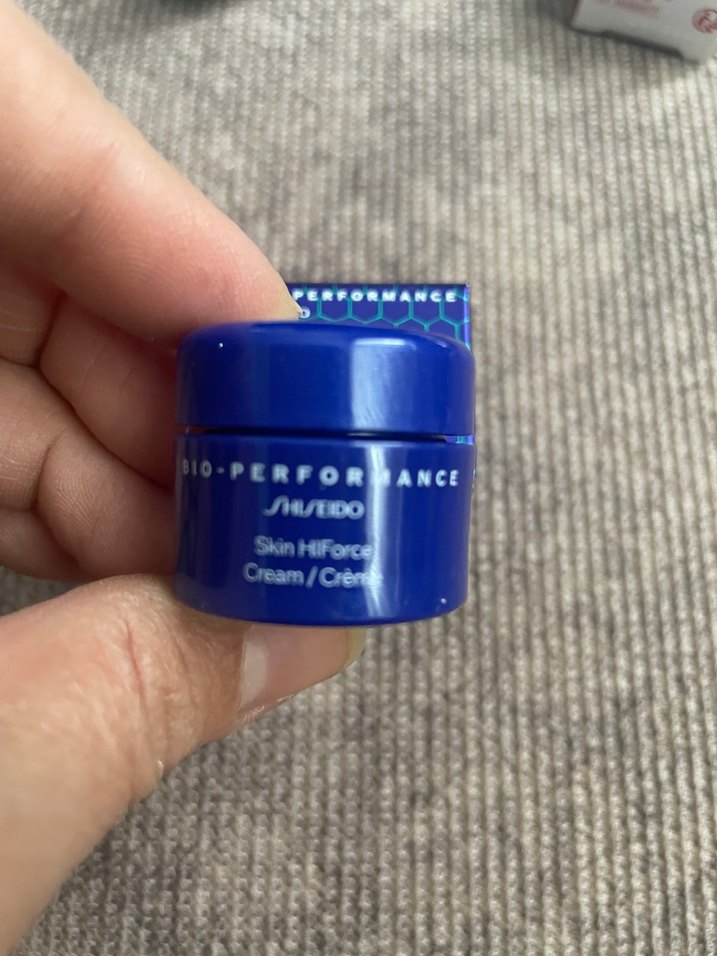 PERFORMANCE
BIO-PERFORMANCE
SHISEIDO
Skin HIForce
Cream / Crème